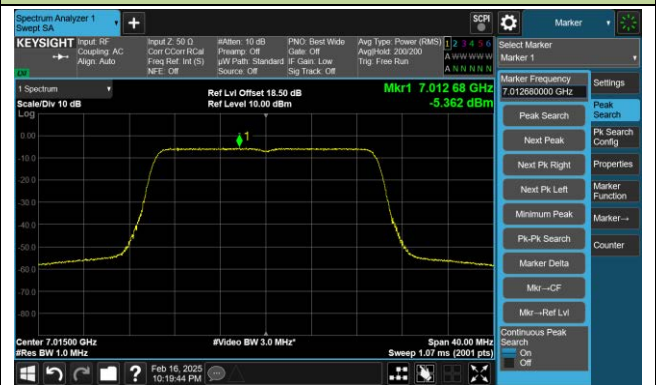 Spectrum Analyzer 1
Swept SA
SCPI
Marker
KEYSIGHT
Input: RF
Coupling: AC
Align: Auto
Input Z: 50 Ω
Corr CCorr RCal
Freq Ref: Int (S)
NFE: Off
#Atten: 10 dB
Preamp: Off
µW Path: Standard
Source: Off
PNO: Best Wide
Gate: Off
IF Gain: Low
Sig Track: Off
Avg Type: Power (RMS)
Avg|Hold: 200/200
Trig: Free Run
1 2 3 4 5 6
A W W W W W
A N N N N N
Select Marker
Marker 1
1 Spectrum
Scale/Div 10 dB
Log
Ref Lvl Offset 18.50 dB
Ref Level 10.00 dBm
Mkr1 7.012 68 GHz
-5.362 dBm
1
0.00
-10.0
-20.0
-30.0
-40.0
-50.0
-60.0
-70.0
-80.0
Center 7.01500 GHz
#Res BW 1.0 MHz
#Video BW 3.0 MHz*
Span 40.00 MHz
Sweep 1.07 ms (2001 pts)
Marker Frequency
7.012680000 GHz
Peak Search
Next Peak
Next Pk Right
Next Pk Left
Minimum Peak
Pk-Pk Search
Marker Delta
Mkr→CF
Mkr→Ref Lvl
Continuous Peak
Search
On
Off
Settings
Peak
Search
Pk Search
Config
Properties
Marker
Function
Marker→
Counter
?
Feb 16, 2025
10:19:44 PM